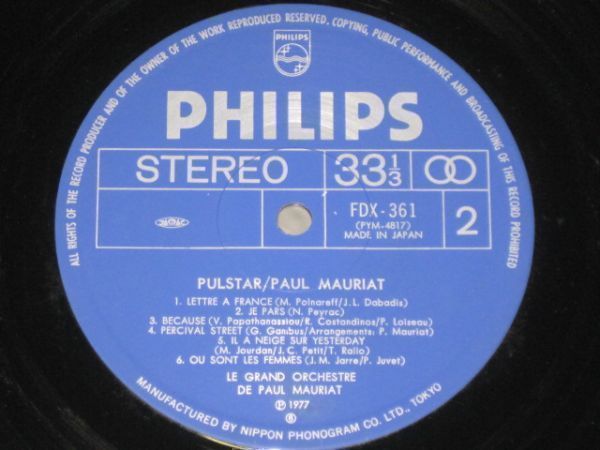 ALL RIGHTS OF THE RECORD PRODUCER AND OF THE OWNER OF THE WORK REPRODUCED RESERVED. COPYING, PUBLIC PERFORMANCE AND BROADCASTING OF THIS RECORD PROHIBITED
PHILIPS
PHILIPS
STEREO 33 1/3
FDX-361
(PYM-4817)
MADE IN JAPAN
2
PULSTAR/PAUL MAURIAT
1. LETTRE A FRANCE (M. Polnareff/J.L. Dabadis)
2. JE PARS (N. Peyrac)
3. BECAUSE (V. Papathanassiou/R. Costandinos/P. Loiseau)
4. PERCIVAL STREET (G. Gambus/Arrangements: P. Mauriat)
5. IL A NEIGE SUR YESTERDAY
(M. Jourdan/J.C. Petit/T. Rallo)
6. OU SONT LES FEMMES (J.M. Jarre/P. Juvet)
LE GRAND ORCHESTRE
DE PAUL MAURIAT
Ⓟ 1977
MANUFACTURED BY NIPPON PHONOGRAM CO. LTD., TOKYO